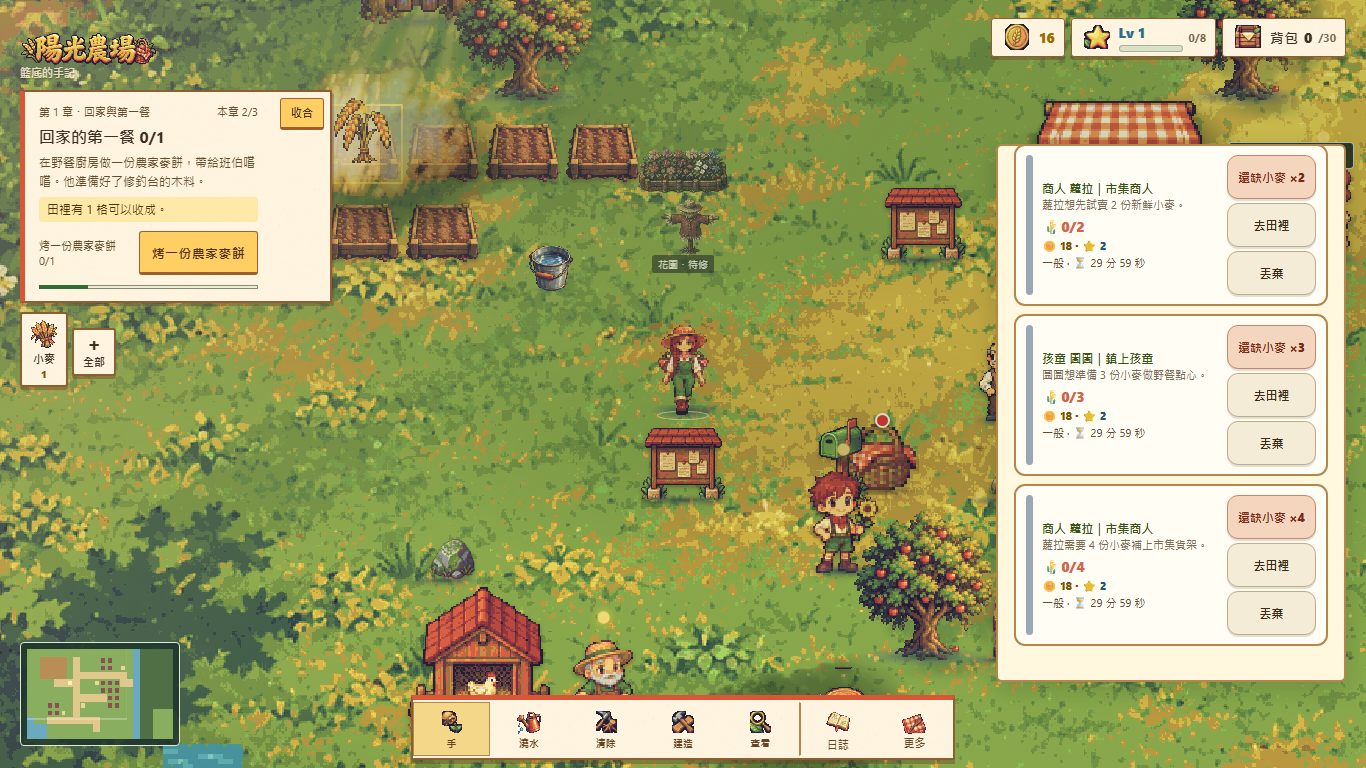 陽光農場
籃底的手記
第 1 章 · 回家與第一餐
本章 2/3
收合
回家的第一餐 0/1
在野餐廚房做一份農家麥餅，帶給班伯嚐
嚐。他準備好了修釣台的木料。
田裡有 1 格可以收成。
烤一份農家麥餅
0/1
烤一份農家麥餅
小麥
1
+
全部
16
Lv 1
0/8
背包 0 /30
花圃 · 待修
商人 蘿拉｜市集商人
蘿拉想先試賣 2 份新鮮小麥。
0/2
18 · 2
一般 · 29 分 59 秒
還缺小麥 ×2
去田裡
丟棄
孩童 圓圓｜鎮上孩童
圓圓想準備 3 份小麥做野餐點心。
0/3
18 · 2
一般 · 29 分 59 秒
還缺小麥 ×3
去田裡
丟棄
商人 蘿拉｜市集商人
蘿拉需要 4 份小麥補上市集貨架。
0/4
18 · 2
一般 · 29 分 59 秒
還缺小麥 ×4
去田裡
丟棄
手
澆水
清除
建造
查看
日誌
更多